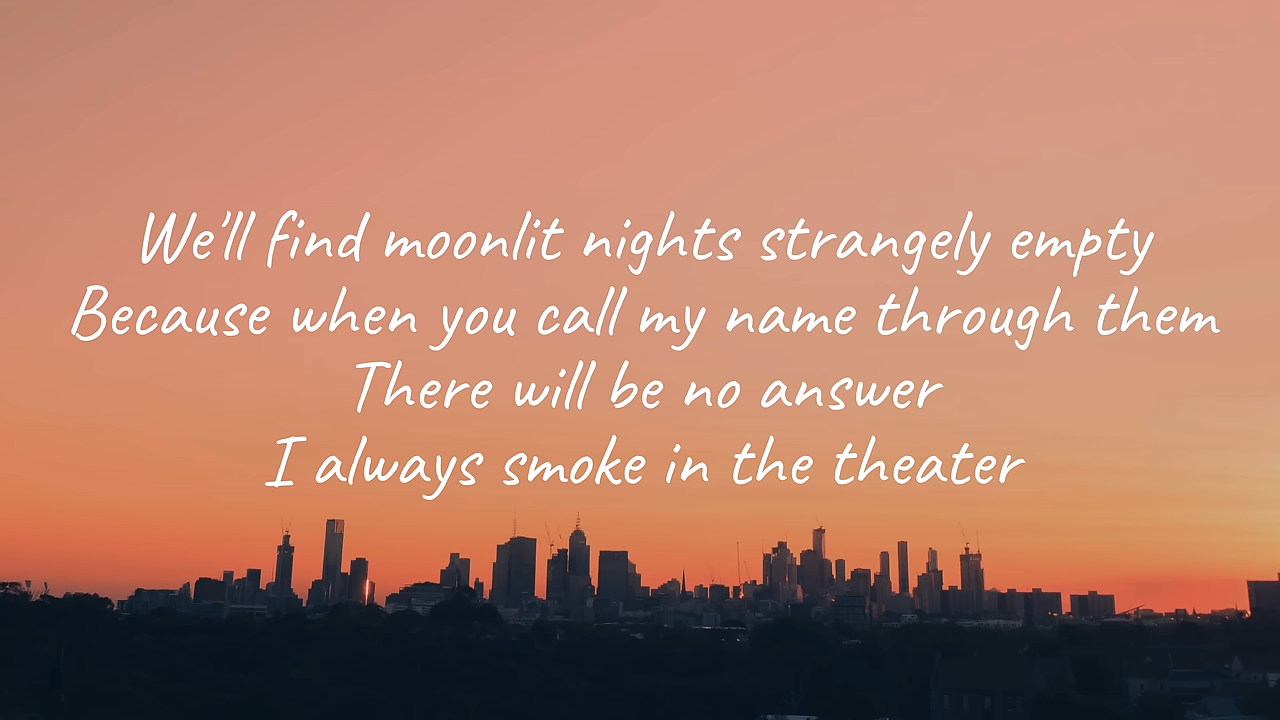 We'll find moonlit nights strangely empty
Because when you call my name through them
There will be no answer
I always smoke in the theater